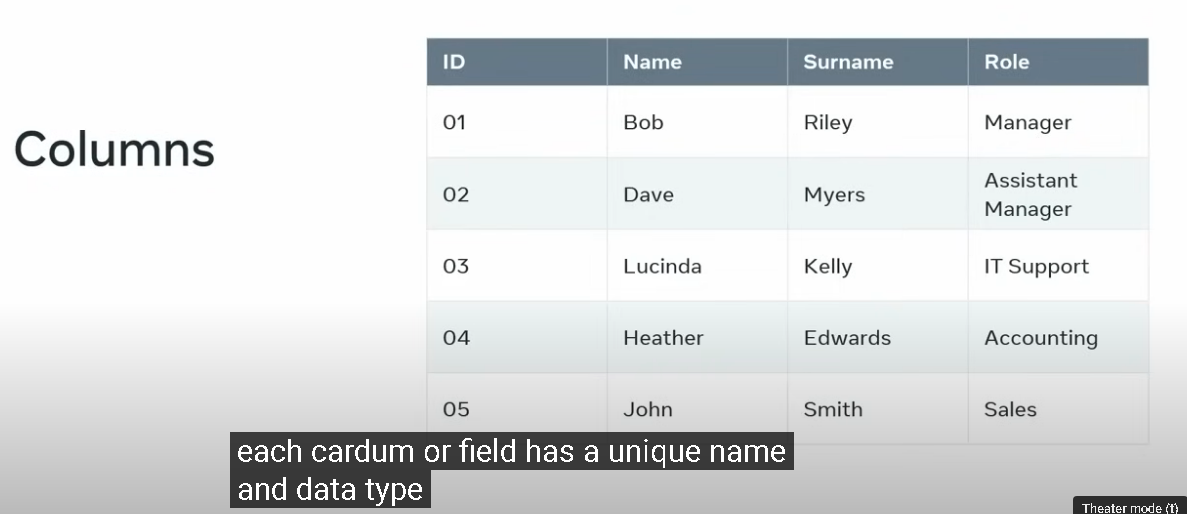 Columns
ID Name Surname Role
01 Bob Riley Manager
02 Dave Myers Assistant
Manager
03 Lucinda Kelly IT Support
04 Heather Edwards Accounting
05 John Smith Sales
each cardum or field has a unique name
and data type
Theater mode (t)